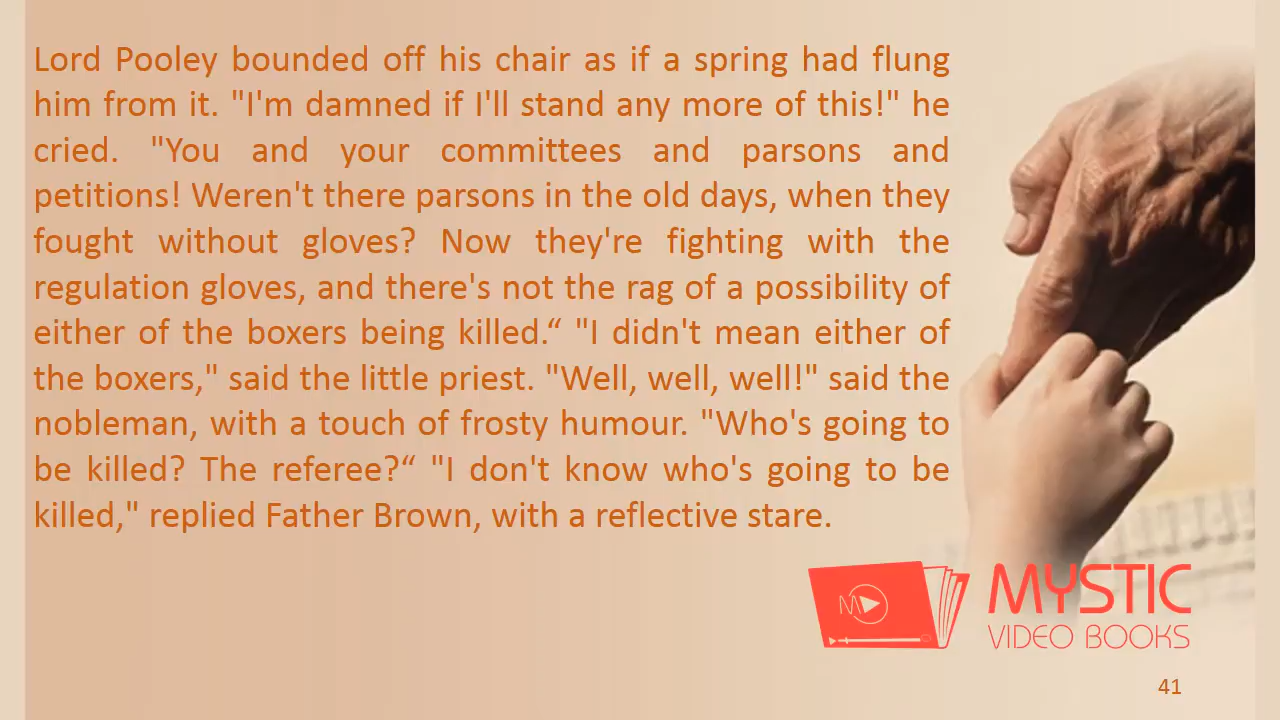 Lord Pooley bounded off his chair as if a spring had flung
him from it. "I'm damned if I'll stand any more of this!" he
cried. "You and your committees and parsons and
petitions! Weren't there parsons in the old days, when they
fought without gloves? Now they're fighting with the
regulation gloves, and there's not the rag of a possibility of
either of the boxers being killed.“ "I didn't mean either of
the boxers," said the little priest. "Well, well, well!" said the
nobleman, with a touch of frosty humour. "Who's going to
be killed? The referee?“ "I don't know who's going to be
killed," replied Father Brown, with a reflective stare.
M
MYSTIC
VIDEO BOOKS
41